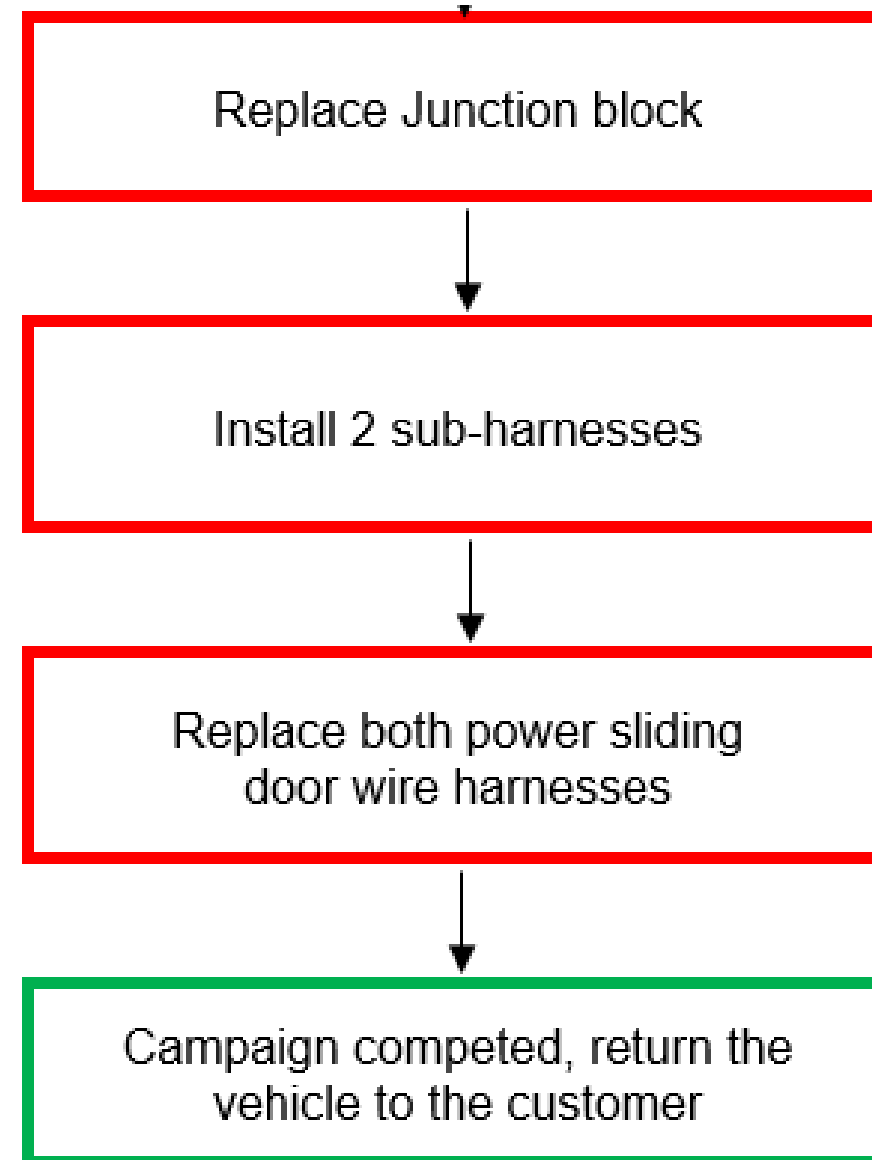 Replace Junction block
Install 2 sub-harnesses
Replace both power sliding
door wire harnesses
Campaign competed, return the
vehicle to the customer